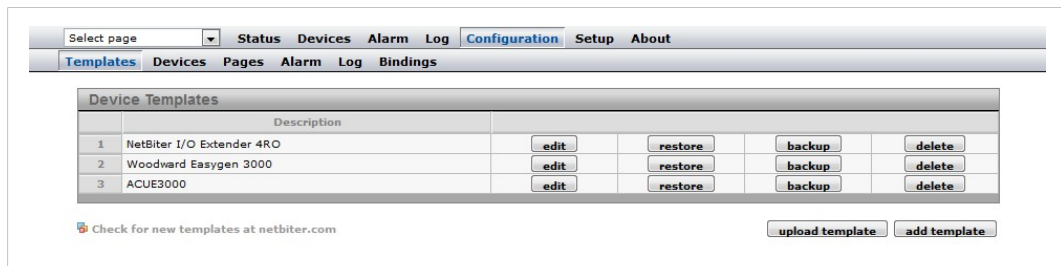 Select page Status Devices Alarm Log Configuration Setup About
Templates Devices Pages Alarm Log Bindings
Device Templates
Description
1 NetBiter I/O Extender 4RO edit restore backup delete
2 Woodward Easygen 3000 edit restore backup delete
3 ACUE3000 edit restore backup delete
Check for new templates at netbiter.com upload template add template